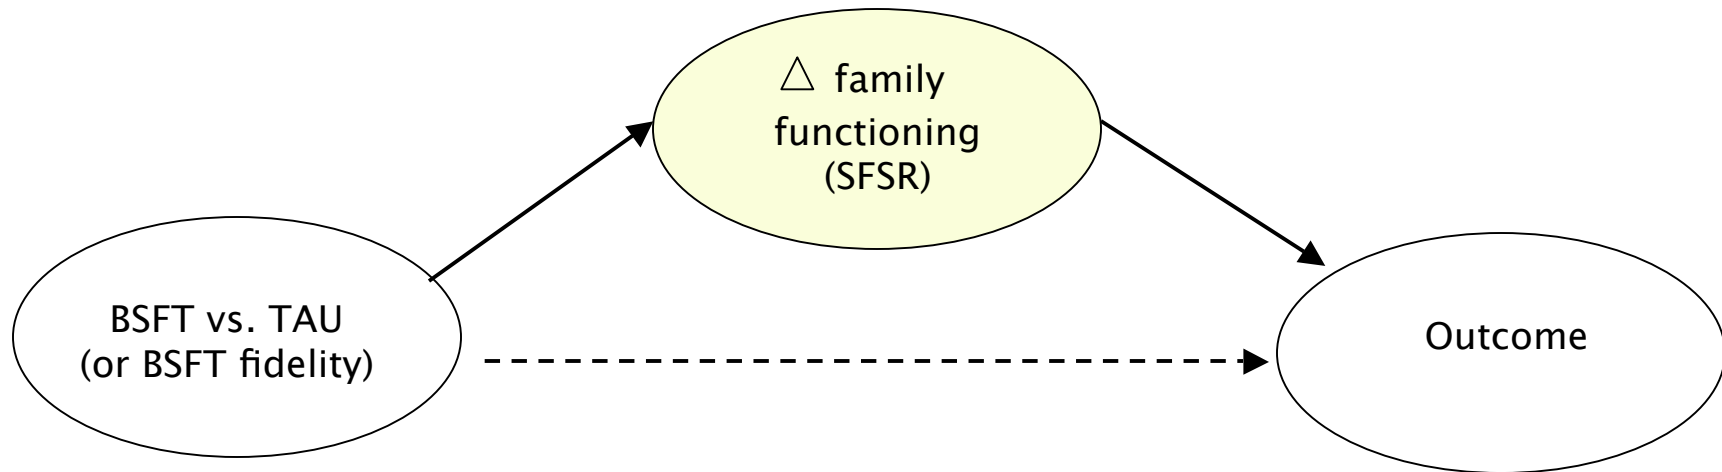 △ family
functioning
(SFSR)
BSFT vs. TAU
(or BSFT fidelity)
Outcome